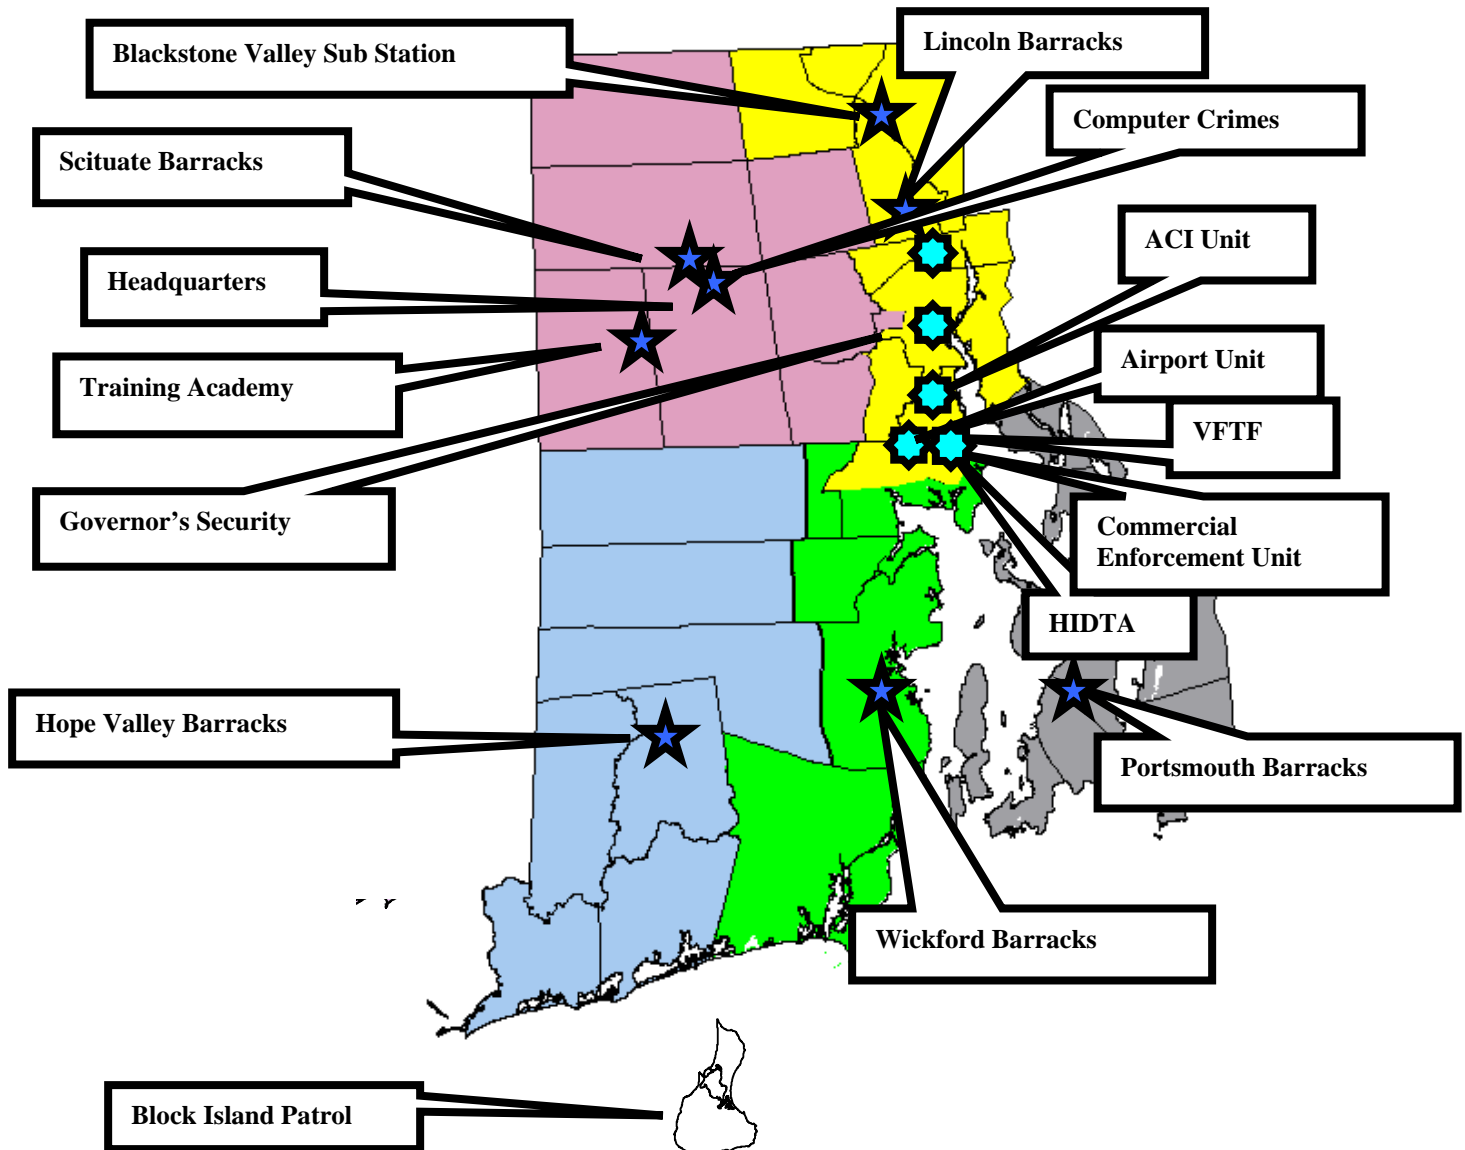 Blackstone Valley Sub Station
Lincoln Barracks
Computer Crimes
Scituate Barracks
ACI Unit
Headquarters
Airport Unit
Training Academy
VFTF
Governor's Security
Commercial
Enforcement Unit
HIDTA
Hope Valley Barracks
Portsmouth Barracks
Wickford Barracks
Block Island Patrol